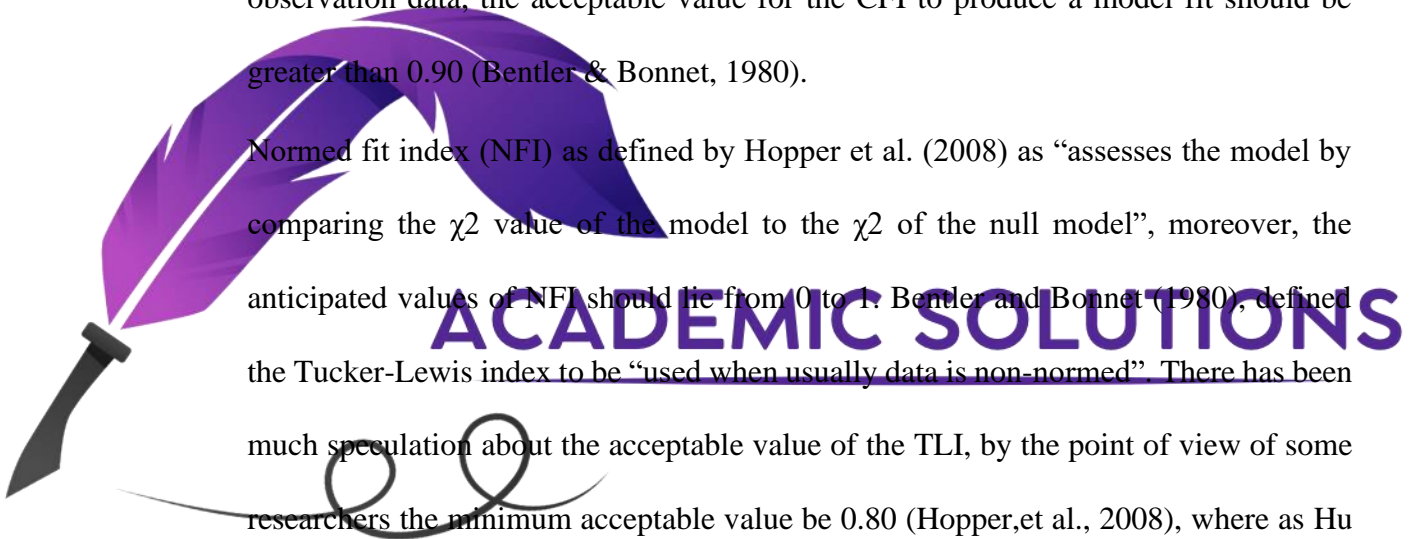 observation data, the acceptable value for the CFI to produce a model fit should be
greater than 0.90 (Bentler & Bonnet, 1980).
Normed fit index (NFI) as defined by Hopper et al. (2008) as “assesses the model by
comparing the χ2 value of the model to the χ2 of the null model”, moreover, the
anticipated values of NFI should lie from 0 to 1. Bentler and Bonnet (1980), defined
ACADEMIC SOLUTIONS
the Tucker-Lewis index to be “used when usually data is non-normed”. There has been
much speculation about the acceptable value of the TLI, by the point of view of some
researchers the minimum acceptable value be 0.80 (Hopper,et al., 2008), where as Hu